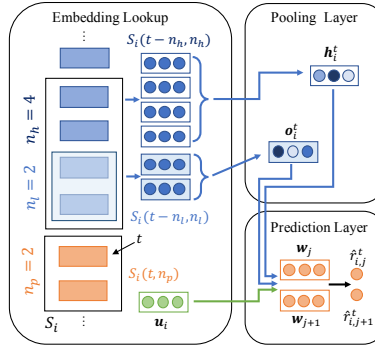 Embedding Lookup
Pooling Layer
S_i(t − n_h, n_h)
h_i^t
n_h = 4
o_i^t
n_l = 2
S_i(t − n_l, n_l)
Prediction Layer
n_p = 2
t
S_i(t, n_p)
w_j
r̂_{i,j}^t
S_i
u_i
w_{j+1}
r̂_{i,j+1}^t